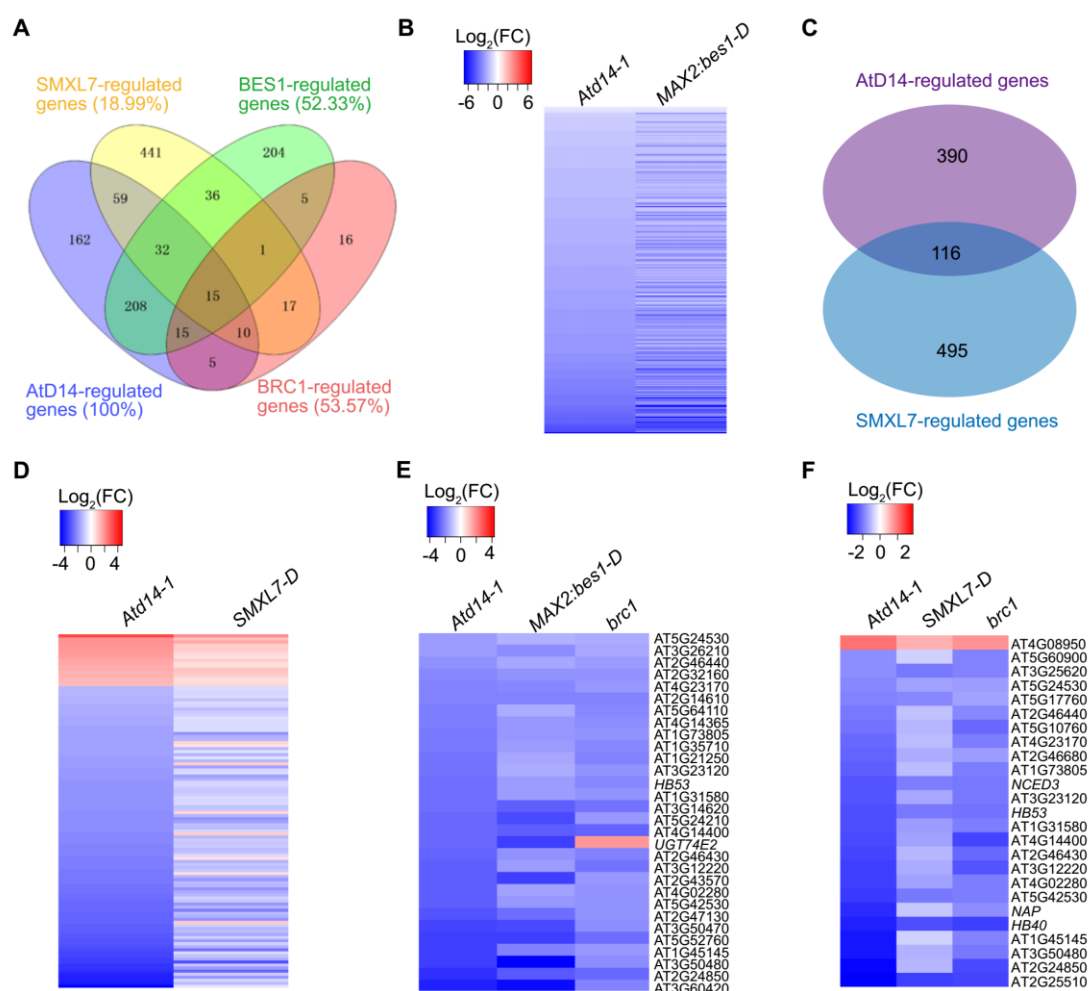 A
SMXL7-regulated
genes (18.99%)
BES1-regulated
genes (52.33%)
441
204
59
36
5
162
32
1
16
15
208
17
15
10
5
AtD14-regulated
genes (100%)
BRC1-regulated
genes (53.57%)
B
Log2(FC)
-6 0 6
Atd14-1
MAX2:bes1-D
C
AtD14-regulated genes
390
116
495
SMXL7-regulated genes
D
Log2(FC)
-4 0 4
Atd14-1
SMXL7-D
E
Log2(FC)
-4 0 4
Atd14-1
MAX2:bes1-D
brc1
AT5G24530
AT3G26210
AT2G46440
AT2G32160
AT4G23170
AT2G14610
AT5G64110
AT4G14365
AT1G73805
AT1G35710
AT1G21250
AT3G23120
HB53
AT1G31580
AT3G14620
AT5G24210
AT4G14400
UGT74E2
AT2G46430
AT3G12220
AT2G43570
AT4G02280
AT5G42530
AT2G47130
AT3G50470
AT5G52760
AT1G45145
AT3G50480
AT2G24850
AT3G60420
F
Log2(FC)
-2 0 2
Atd14-1
SMXL7-D
brc1
AT4G08950
AT5G60900
AT3G25620
AT5G24530
AT5G17760
AT2G46440
AT5G10760
AT4G23170
AT2G46680
AT1G73805
NCED3
AT3G23120
HB53
AT1G31580
AT4G14400
AT2G46430
AT3G12220
AT4G02280
AT5G42530
NAP
HB40
AT1G45145
AT3G50480
AT2G24850
AT2G25510